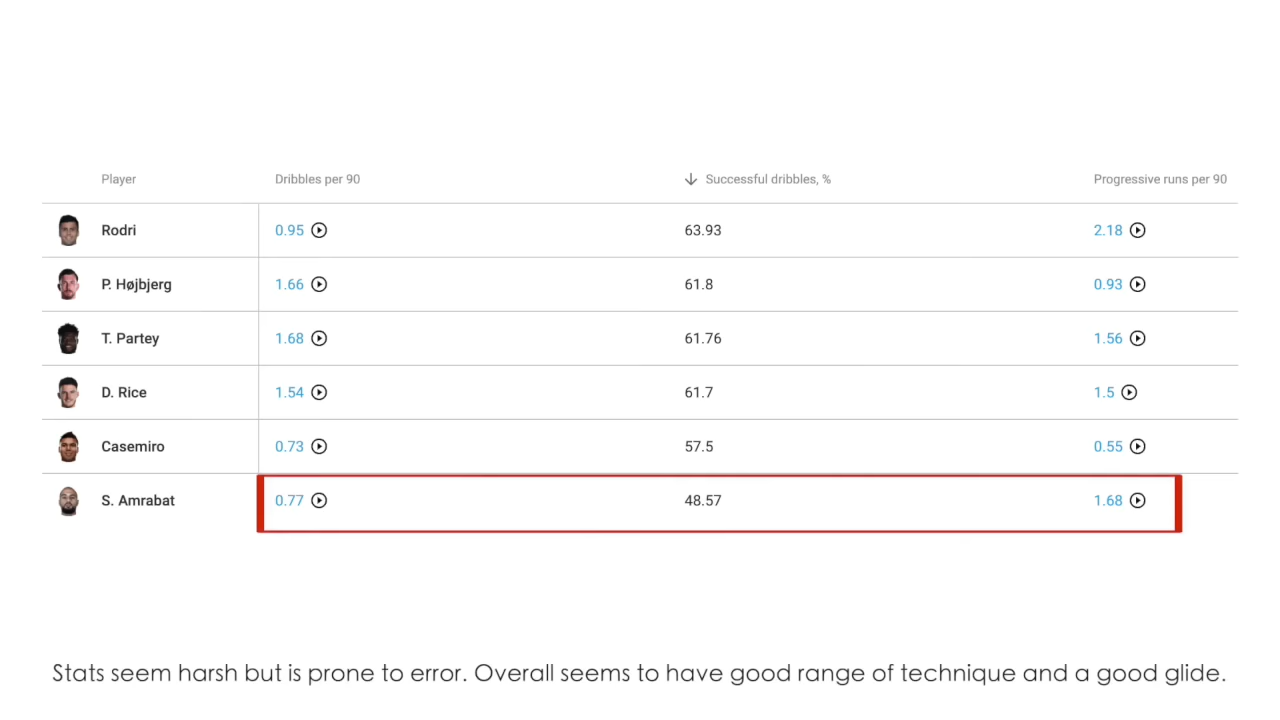 Player Dribbles per 90 Successful dribbles, % Progressive runs per 90
Rodri 0.95 63.93 2.18
P. Højbjerg 1.66 61.8 0.93
T. Partey 1.68 61.76 1.56
D. Rice 1.54 61.7 1.5
Casemiro 0.73 57.5 0.55
S. Amrabat 0.77 48.57 1.68
Stats seem harsh but is prone to error. Overall seems to have good range of technique and a good glide.